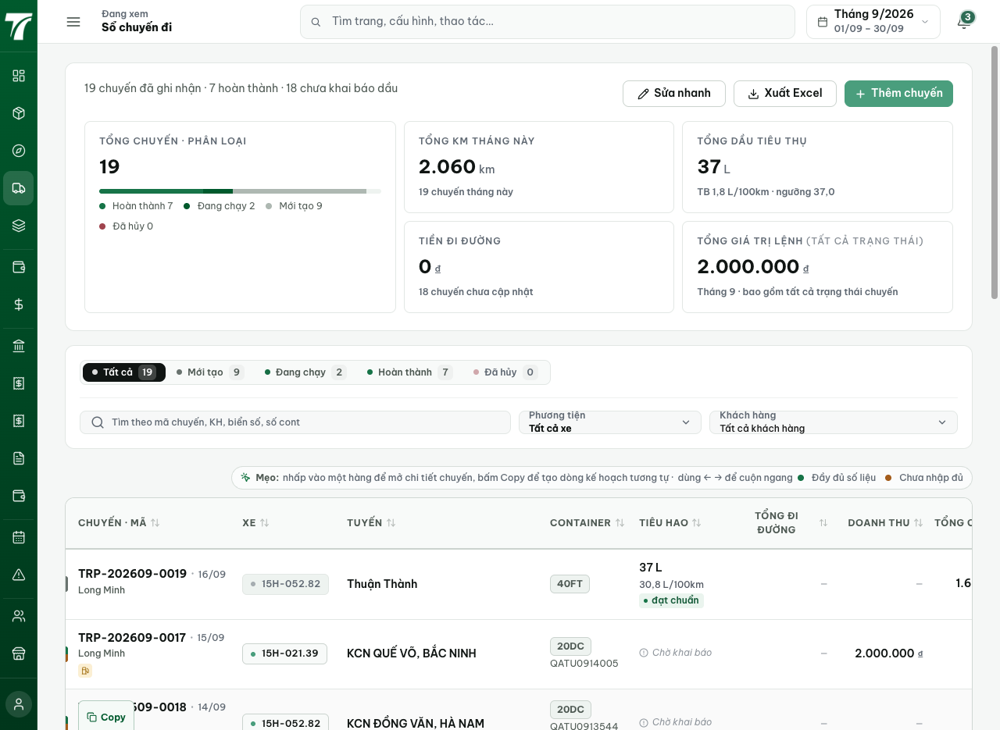 Đang xem
Sổ chuyến đi
Tìm trang, cấu hình, thao tác...
Tháng 9/2026
01/09 – 30/09
3
19 chuyến đã ghi nhận · 7 hoàn thành · 18 chưa khai báo dầu
Sửa nhanh
Xuất Excel
Thêm chuyến
TỔNG CHUYẾN · PHÂN LOẠI
19
Hoàn thành 7
Đang chạy 2
Mới tạo 9
Đã hủy 0
TỔNG KM THÁNG NÀY
2.060 km
19 chuyến tháng này
TỔNG DẦU TIÊU THỤ
37 L
TB 1,8 L/100km · ngưỡng 37,0
TIỀN ĐI ĐƯỜNG
0 ₫
18 chuyến chưa cập nhật
TỔNG GIÁ TRỊ LỆNH (TẤT CẢ TRẠNG THÁI)
2.000.000 ₫
Tháng 9 · bao gồm tất cả trạng thái chuyến
Tất cả 19
Mới tạo 9
Đang chạy 2
Hoàn thành 7
Đã hủy 0
Tìm theo mã chuyến, KH, biển số, số cont
Phương tiện
Tất cả xe
Khách hàng
Tất cả khách hàng
Mẹo: nhấp vào một hàng để mở chi tiết chuyến, bấm Copy để tạo dòng kế hoạch tương tự · dùng ← → để cuộn ngang
Đầy đủ số liệu
Chưa nhập đủ
CHUYẾN · MÃ
XE
TUYẾN
CONTAINER
TIÊU HAO
TỔNG ĐI ĐƯỜNG
DOANH THU
TỔNG
TRP-202609-0019 · 16/09
Long Minh
15H-052.82
Thuận Thành
40FT
37 L
30,8 L/100km
đạt chuẩn
–
–
1.6
TRP-202609-0017 · 15/09
Long Minh
15H-021.39
KCN QUẾ VÕ, BẮC NINH
20DC
QATU0914005
Chờ khai báo
–
2.000.000 ₫
609-0018 · 14/09
Copy
15H-052.82
KCN ĐỒNG VĂN, HÀ NAM
20DC
QATU0913544
Chờ khai báo
–
–